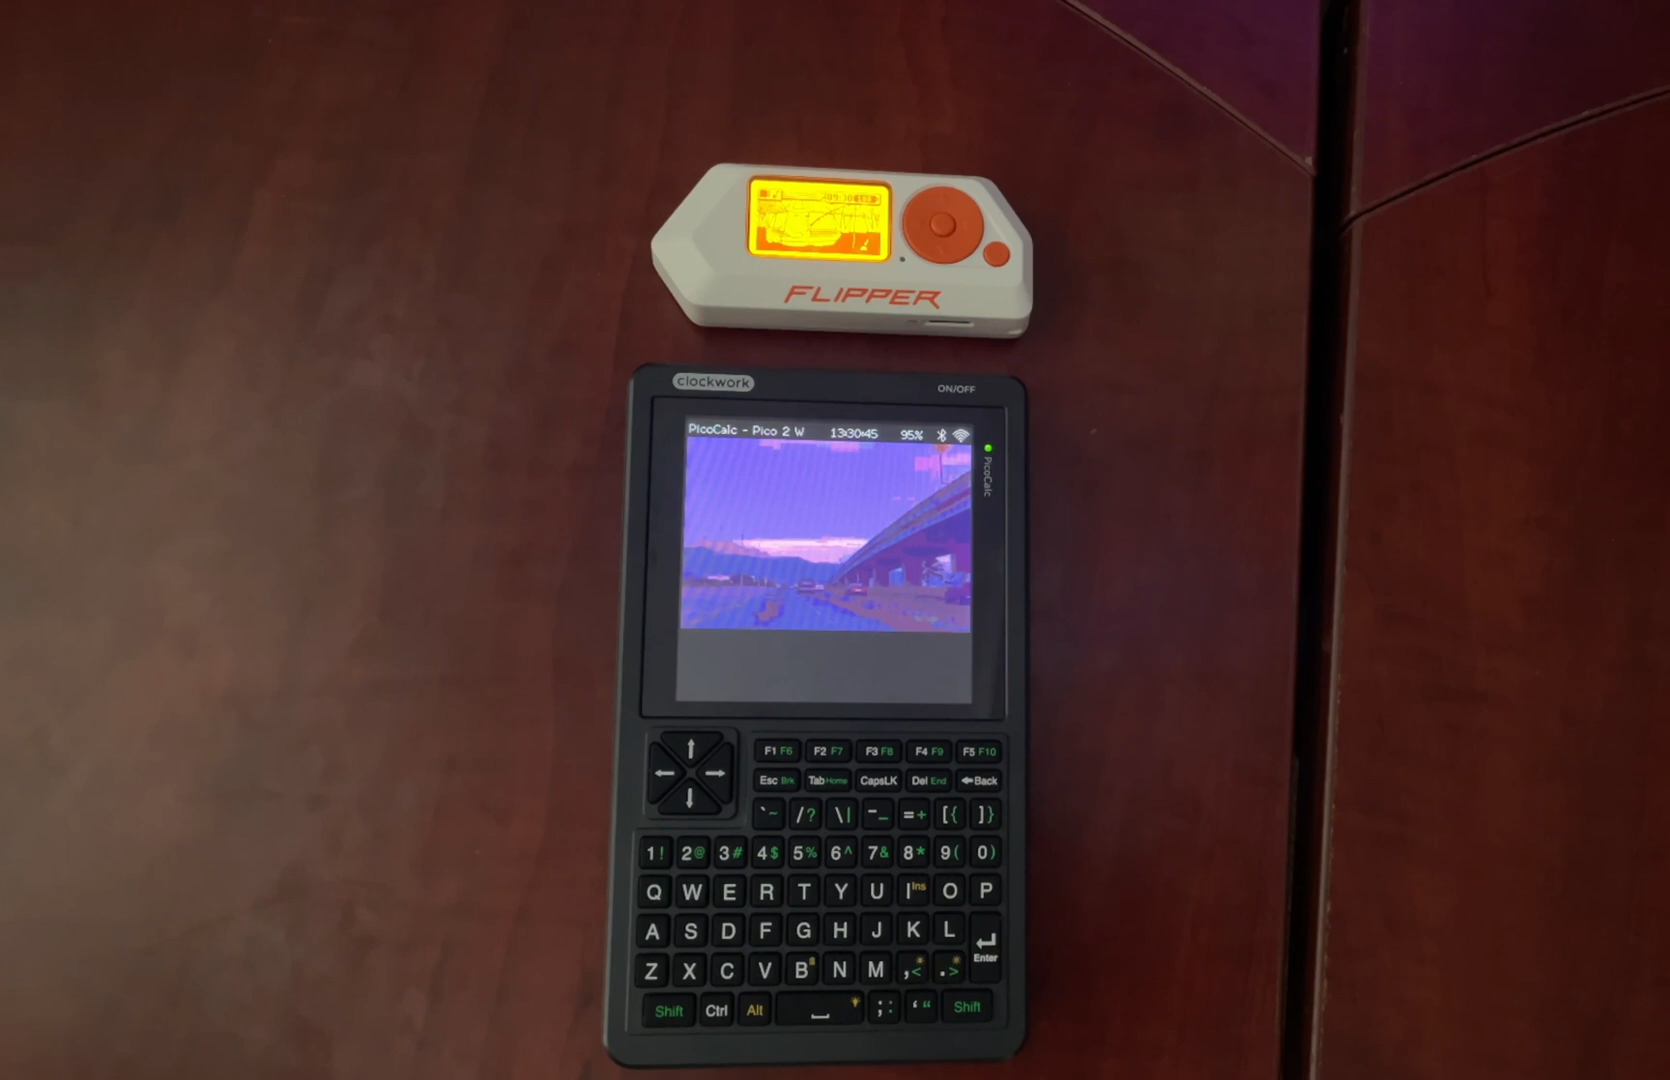 FLIPPER
clockwork
ON/OFF
PicoCalc - Pico 2 W 13:30:45 95%
PicoCalc
F1 F6 F2 F7 F3 F8 F4 F9 F5 F10
Esc Brk Tab Home CapsLK Del End Back
`~ /? \| -_ =+ [{ ]}
1! 2@ 3# 4$ 5% 6^ 7& 8* 9( 0)
Q W E R T Y U I Ins O P
A S D F G H J K L
Enter
Z X C V B N M ,< .>
Shift Ctrl Alt ;: '" Shift